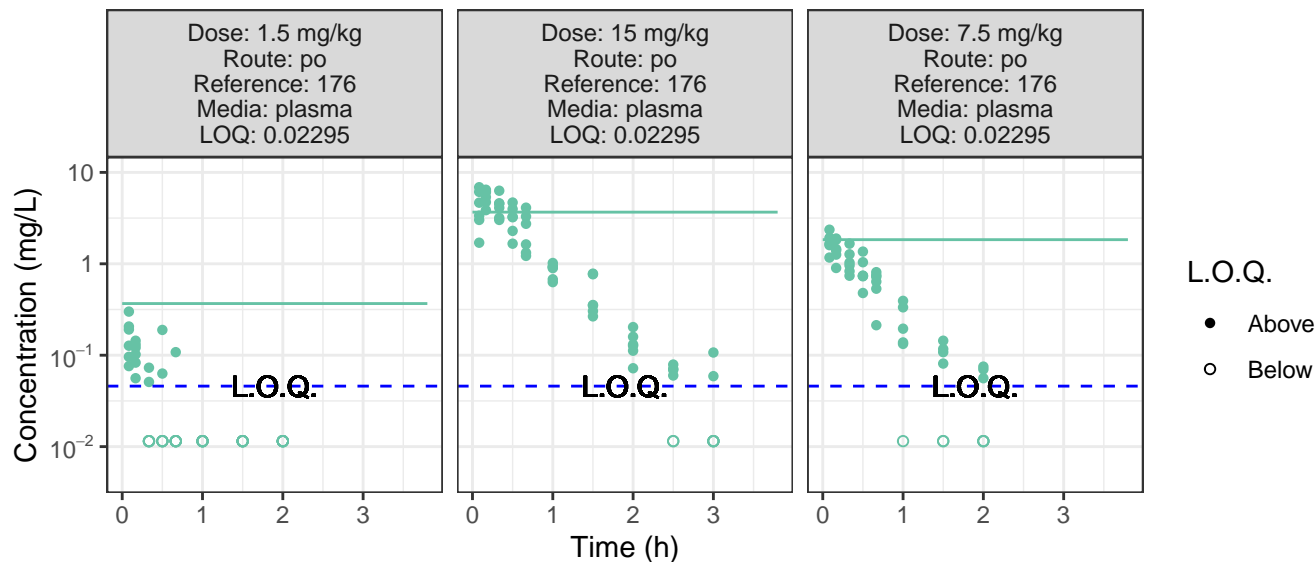 Dose: 1.5 mg/kg
Route: po
Reference: 176
Media: plasma
LOQ: 0.02295
Dose: 15 mg/kg
Route: po
Reference: 176
Media: plasma
LOQ: 0.02295
Dose: 7.5 mg/kg
Route: po
Reference: 176
Media: plasma
LOQ: 0.02295
Concentration (mg/L)
10
1
10⁻¹
10⁻²
L.O.Q.
L.O.Q.
L.O.Q.
0 1 2 3
0 1 2 3
0 1 2 3
Time (h)
L.O.Q.
Above
Below